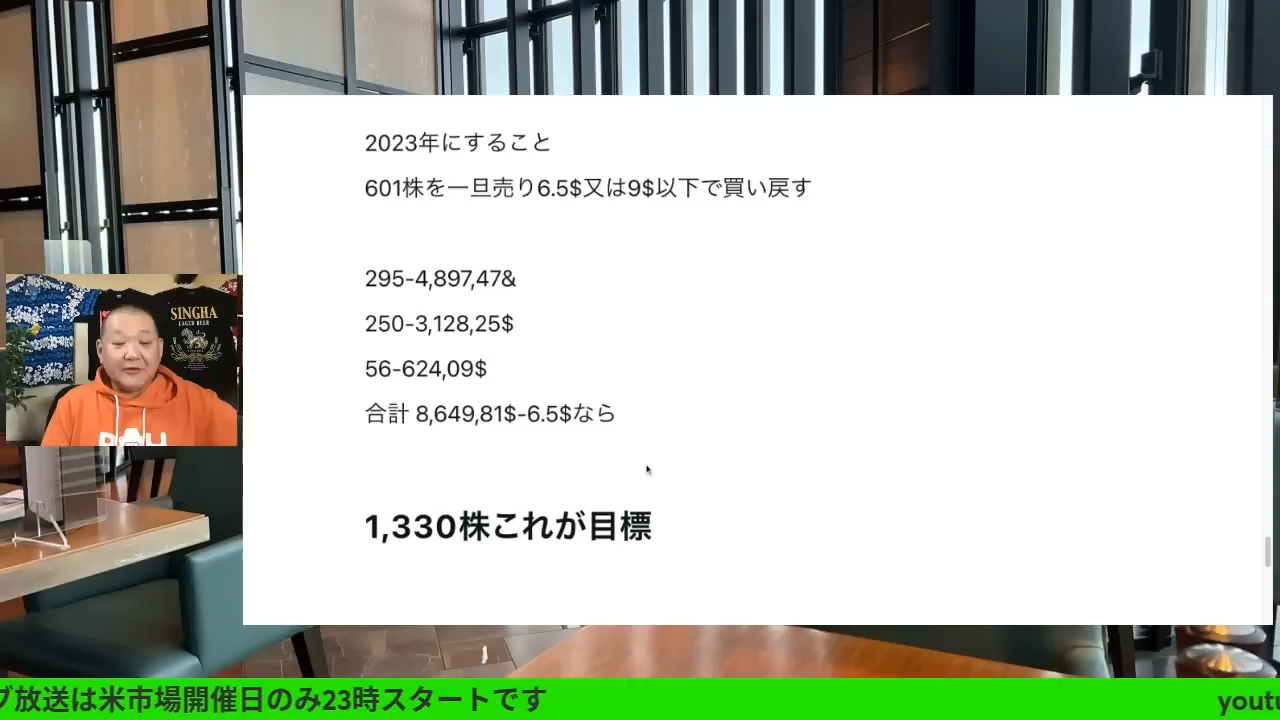 2023年にすること
601株を一旦売り6.5$又は9$以下で買い戻す
295-4,897,47&
250-3,128,25$
56-624,09$
合計 8,649,81$-6.5$なら
1,330株これが目標
SINGHA
LAGER BEER
ブ放送は米市場開催日のみ23時スタートです
youtu